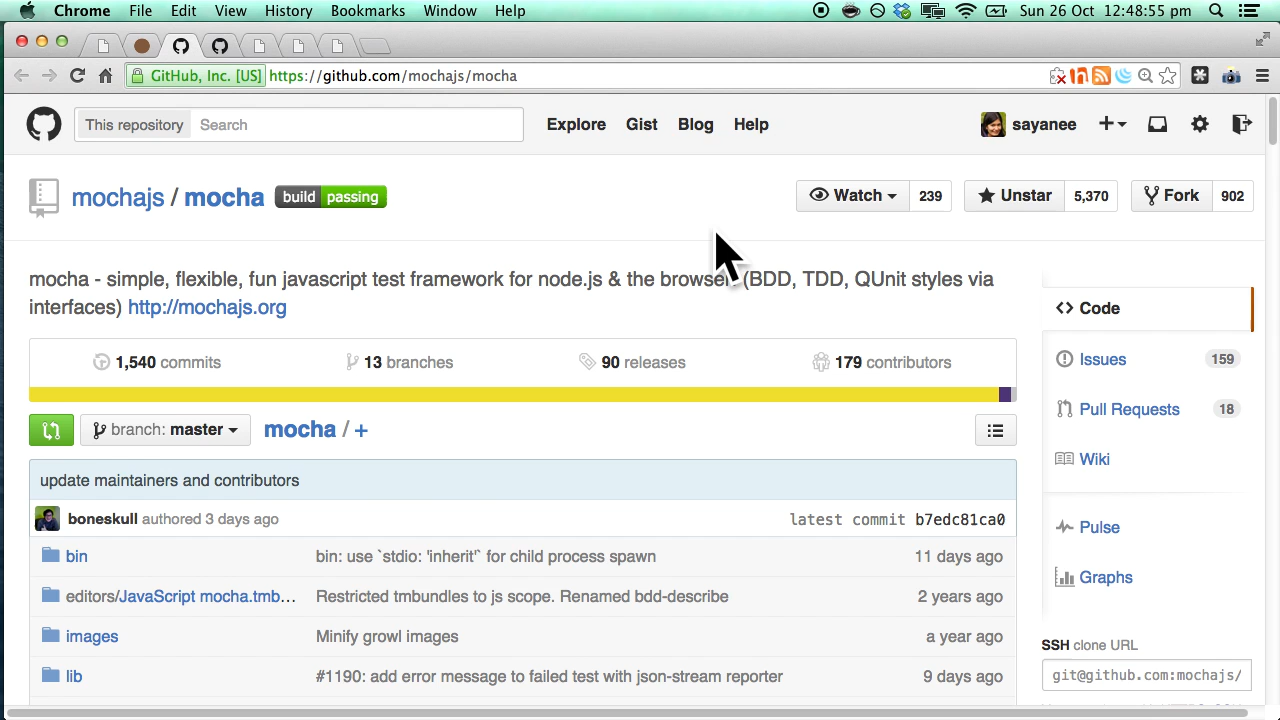 Chrome File Edit View History Bookmarks Window Help Sun 26 Oct 12:48:55 pm
GitHub, Inc. [US] https://github.com/mochajs/mocha
This repository Search Explore Gist Blog Help sayanee
mochajs / mocha build passing Watch 239 Unstar 5,370 Fork 902
mocha - simple, flexible, fun javascript test framework for node.js & the browser. (BDD, TDD, QUnit styles via
interfaces) http://mochajs.org
1,540 commits 13 branches 90 releases 179 contributors
branch: master mocha / +
update maintainers and contributors
boneskull authored 3 days ago latest commit b7edc81ca0
bin bin: use `stdio: 'inherit'` for child process spawn 11 days ago
editors/JavaScript mocha.tmb… Restricted tmbundles to js scope. Renamed bdd-describe 2 years ago
images Minify growl images a year ago
lib #1190: add error message to failed test with json-stream reporter 9 days ago
Code
Issues 159
Pull Requests 18
Wiki
Pulse
Graphs
SSH clone URL
git@github.com:mochajs/